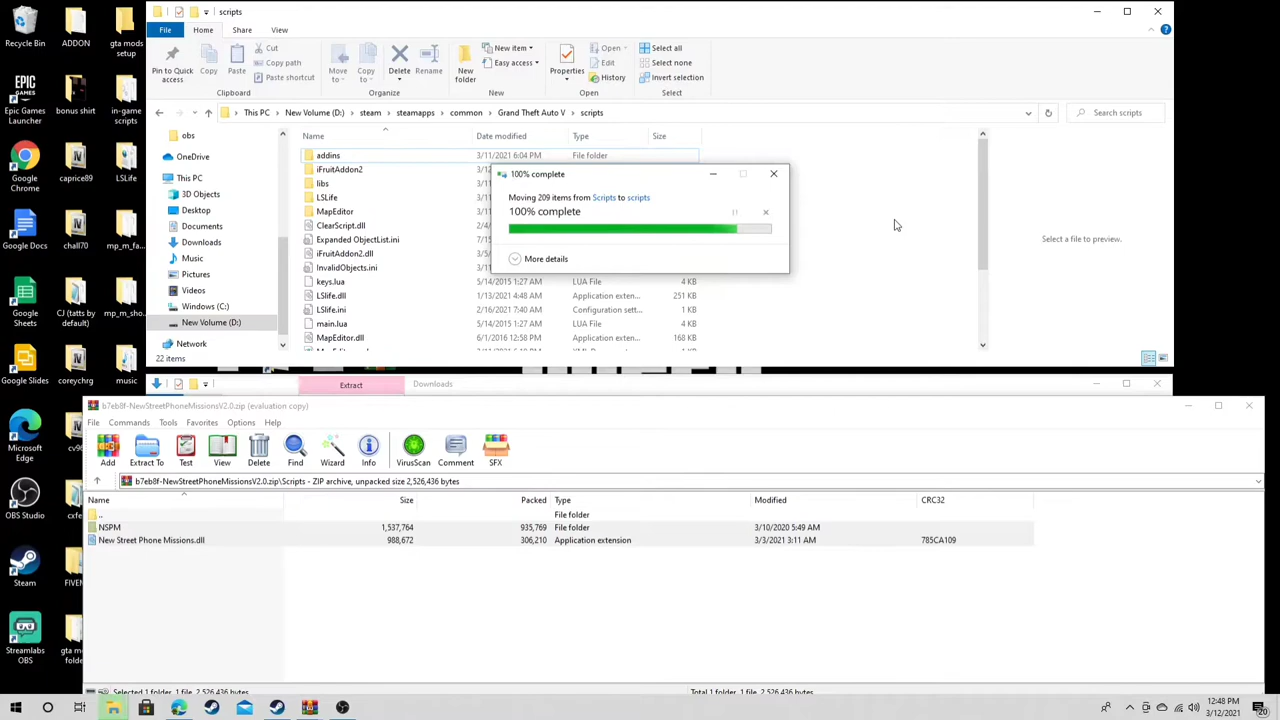 scripts
File
Home
Share
View
Pin to Quick access
Copy
Paste
Cut
Copy path
Paste shortcut
Clipboard
Move to
Copy to
Delete
Rename
Organize
New folder
New item
Easy access
New
Properties
Open
Edit
History
Open
Select all
Select none
Invert selection
Select
This PC
New Volume (D:)
steam
steamapps
common
Grand Theft Auto V
scripts
Search scripts
obs
OneDrive
This PC
3D Objects
Desktop
Documents
Downloads
Music
Pictures
Videos
Windows (C:)
New Volume (D:)
Network
22 items
Name
Date modified
Type
Size
addins 3/11/2021 6:04 PM File folder
iFruitAddon2
libs
LSLife
MapEditor
ClearScript.dll
Expanded ObjectList.ini
iFruitAddon2.dll
InvalidObjects.ini
keys.lua 5/14/2015 1:27 AM LUA File 4 KB
LSlife.dll 1/13/2021 4:48 AM Application exten... 251 KB
LSlife.ini 2/16/2021 7:40 AM Configuration sett... 1 KB
main.lua 5/14/2015 1:27 AM LUA File 4 KB
MapEditor.dll 6/1/2016 12:58 PM Application exten... 168 KB
Select a file to preview.
100% complete
Moving 209 items from Scripts to scripts
100% complete
More details
Extract
Downloads
b7eb8f-NewStreetPhoneMissionsV2.0.zip (evaluation copy)
File Commands Tools Favorites Options Help
Add
Extract To
Test
View
Delete
Find
Wizard
Info
VirusScan
Comment
SFX
b7eb8f-NewStreetPhoneMissionsV2.0.zip\Scripts - ZIP archive, unpacked size 2,526,436 bytes
Name Size Packed Type Modified CRC32
.. File folder
NSPM 1,537,764 935,769 File folder 3/10/2020 5:49 AM
New Street Phone Missions.dll 988,672 306,210 Application extension 3/3/2021 3:11 AM 785CA109
Selected 1 folder, 1 file, 2,526,436 bytes
Total 1 folder, 1 file, 2,526,436 bytes
Recycle Bin
ADDON
gta mods setup
Epic Games Launcher
bonus shirt
in-game scripts
Google Chrome
caprice89
LSLife
Google Docs
chall70
mp_m_fa...
Google Sheets
CJ (tatts by default)
mp_m_sho...
Google Slides
coreychrg
music
Microsoft Edge
OBS Studio
Steam
FIVEM
Streamlabs OBS
12:48 PM
3/12/2021
20